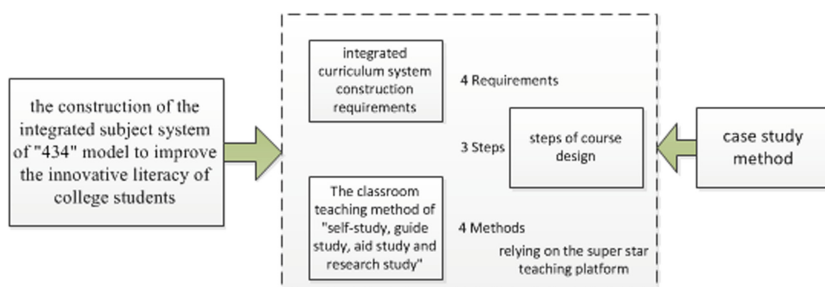 the construction of the
integrated subject system
of "434" model to improve
the innovative literacy of
college students
integrated
curriculum system
construction
requirements
4 Requirements
3 Steps
steps of course
design
The classroom
teaching method of
"self-study, guide
study, aid study and
research study"
4 Methods
relying on the super star
teaching platform
case study
method